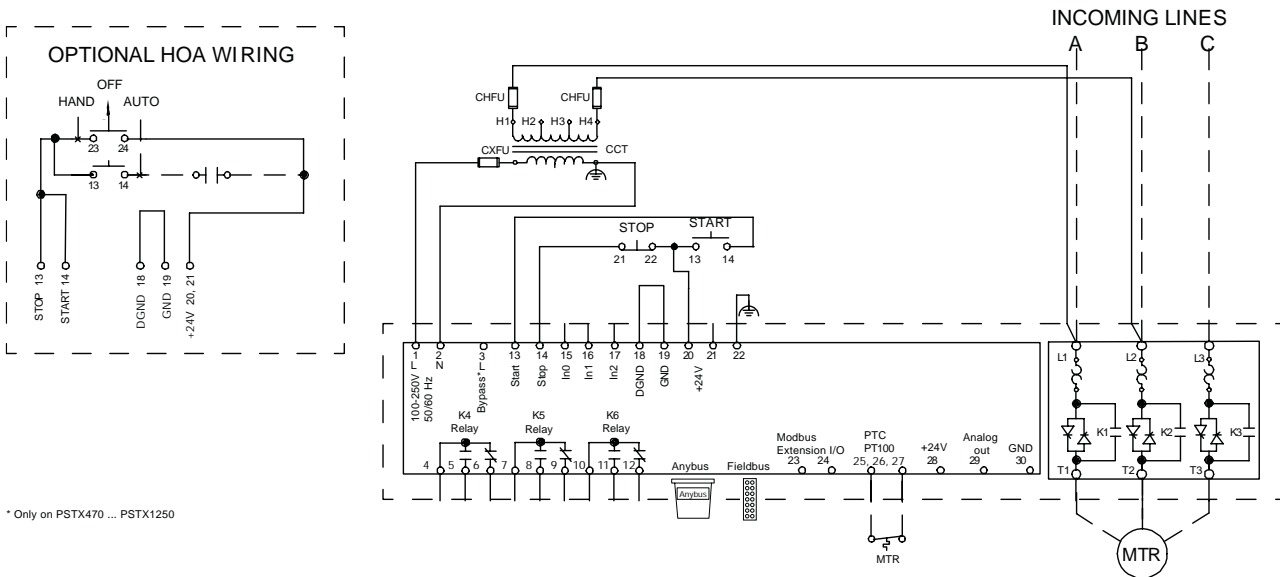 INCOMING LINES
A B C
OPTIONAL HOA WIRING
OFF
HAND AUTO
23 24
13 14
STOP 13
START 14
DGND 18
GND 19
+24V 20, 21
* Only on PSTX470 ... PSTX1250
CHFU CHFU
H1 H2 H3 H4
CXFU CCT
STOP START
21 22 13 14
1 2 3 13 14 15 16 17 18 19 20 21 22
L N
100-250V
50/60 Hz
Bypass* L
Start
Stop
In0
In1
In2
DGND
GND
+24V
K4
Relay
K5
Relay
K6
Relay
4 5 6 7 8 9 10 11 12
Anybus
Anybus
Fieldbus
Modbus
Extension I/O
23 24
PTC
PT100
25, 26, 27
+24V
28
Analog
out
29
GND
30
MTR
L1 L2 L3
K1 K2 K3
T1 T2 T3
MTR